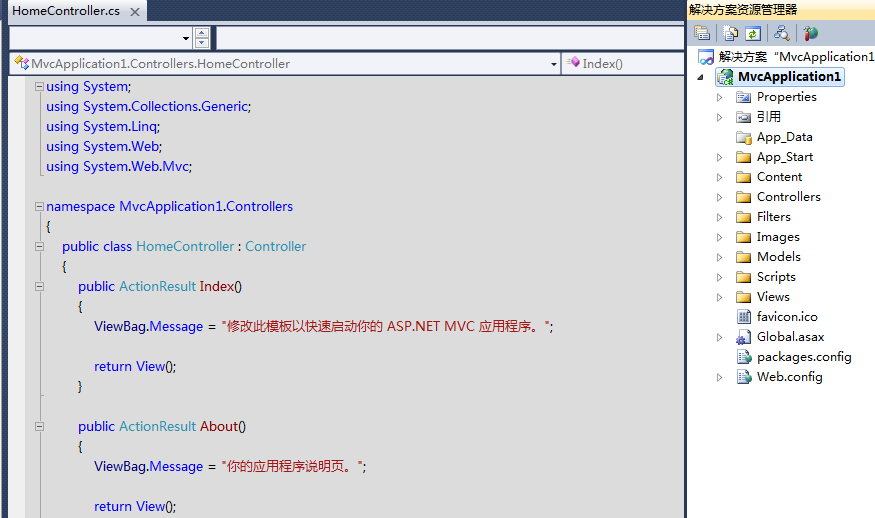 HomeController.cs
MvcApplication1.Controllers.HomeController
Index()
using System;
using System.Collections.Generic;
using System.Linq;
using System.Web;
using System.Web.Mvc;
namespace MvcApplication1.Controllers
{
public class HomeController : Controller
{
public ActionResult Index()
{
ViewBag.Message = "修改此模板以快速启动你的 ASP.NET MVC 应用程序。";
return View();
}
public ActionResult About()
{
ViewBag.Message = "你的应用程序说明页。";
return View();
解决方案资源管理器
解决方案 “MvcApplication1
MvcApplication1
Properties
引用
App_Data
App_Start
Content
Controllers
Filters
Images
Models
Scripts
Views
favicon.ico
Global.asax
packages.config
Web.config